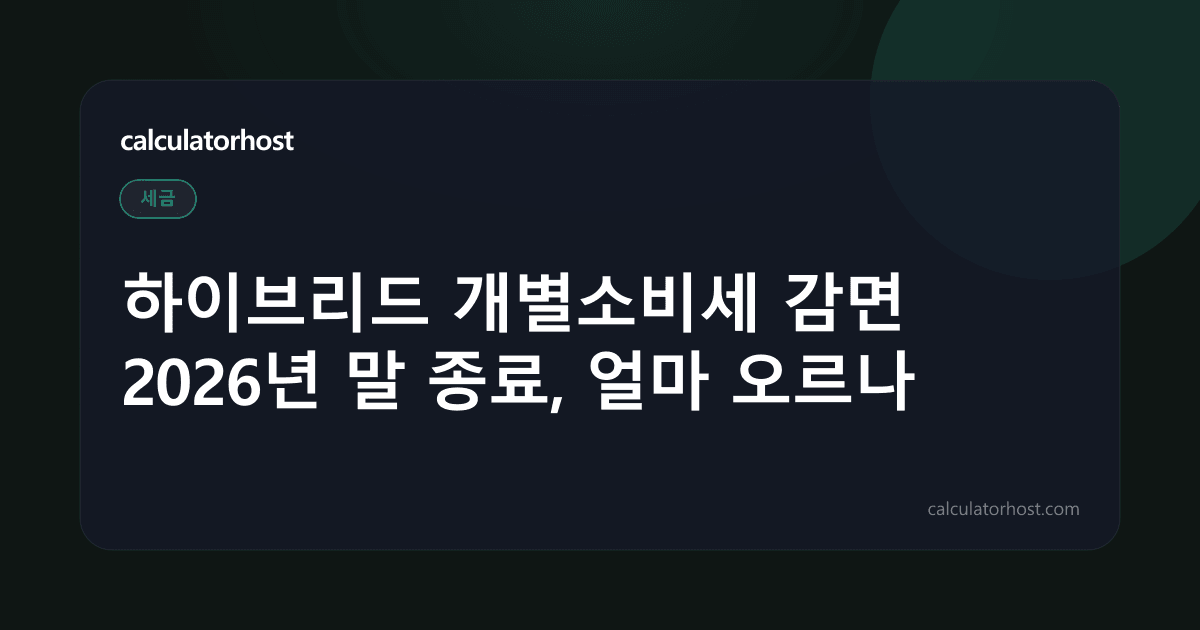 calculatorhost
세금
하이브리드 개별소비세 감면
2026년 말 종료, 얼마 오르나
calculatorhost.com